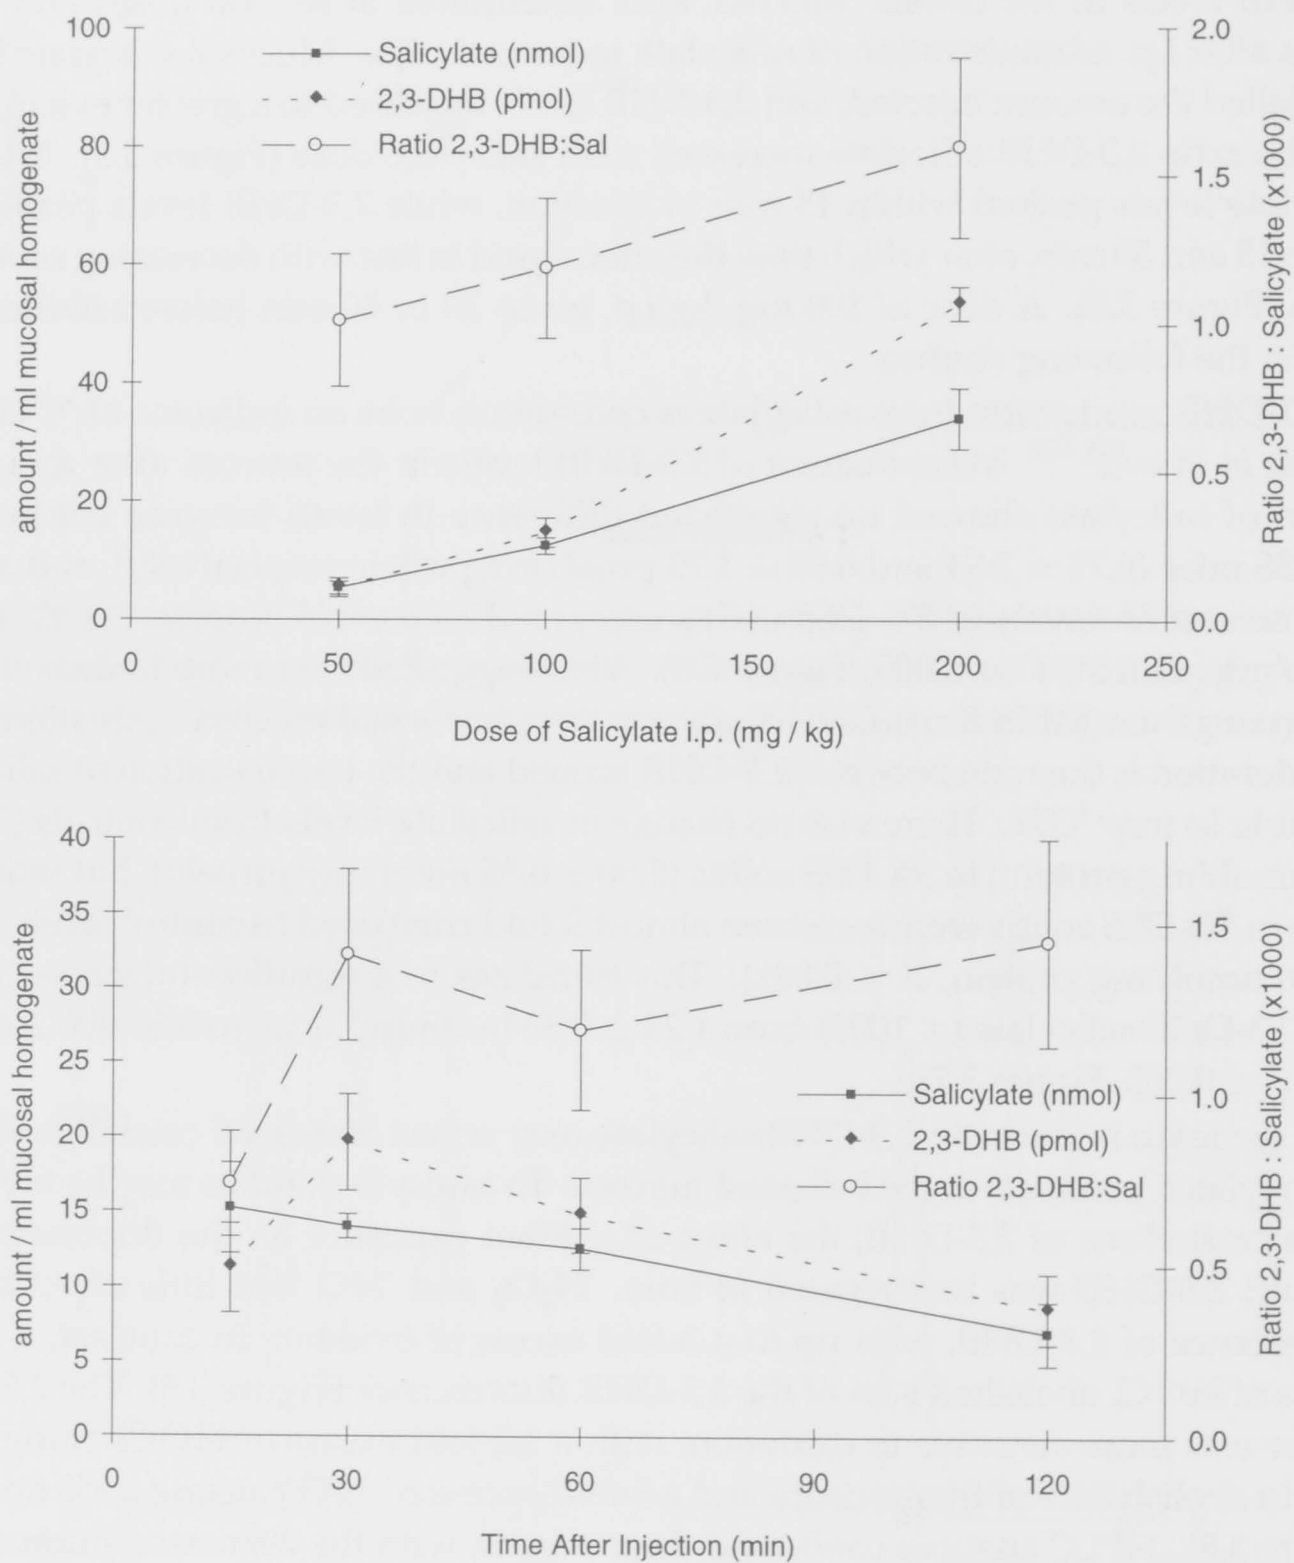 100
80
60
40
20
0
amount / ml mucosal homogenate
Salicylate (nmol)
2,3-DHB (pmol)
Ratio 2,3-DHB:Sal
2.0
1.5
1.0
0.5
0.0
Ratio 2,3-DHB : Salicylate (x1000)
0 50 100 150 200 250
Dose of Salicylate i.p. (mg / kg)
40
35
30
25
20
15
10
5
0
amount / ml mucosal homogenate
Salicylate (nmol)
2,3-DHB (pmol)
Ratio 2,3-DHB:Sal
1.5
1.0
0.5
0.0
Ratio 2,3-DHB : Salicylate (x1000)
0 30 60 90 120
Time After Injection (min)